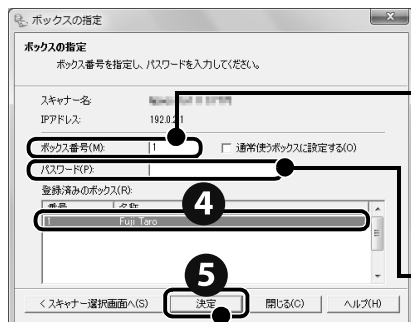 ボックスの指定
ボックスの指定
ボックス番号を指定し、パスワードを入力してください。
スキャナー名:
IPアドレス: 192.0.2.1
ボックス番号(M): 1 通常使うボックスに設定する(O)
パスワード(P):
登録済みのボックス(R):
番号 名称
1 Fuji Taro
4
5
< スキャナー選択画面へ(S) 決定 閉じる(C) ヘルプ(H)